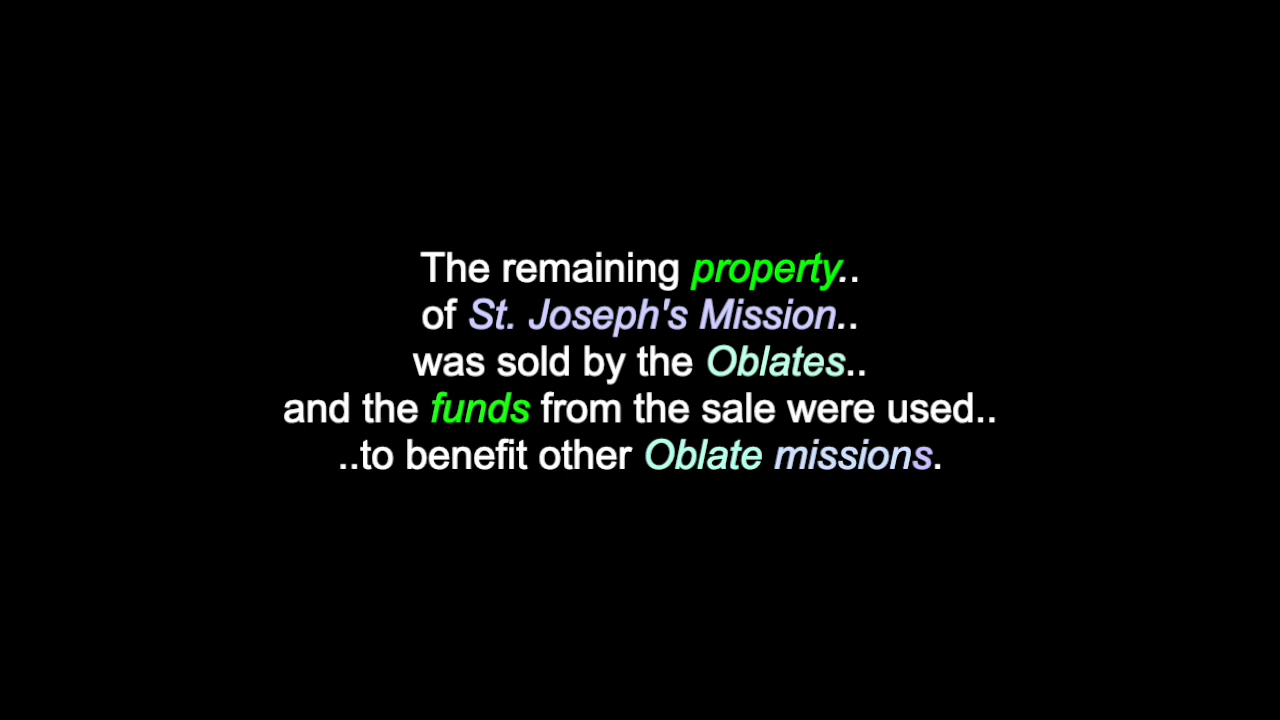 The remaining property..
of St. Joseph's Mission..
was sold by the Oblates..
and the funds from the sale were used..
..to benefit other Oblate missions.